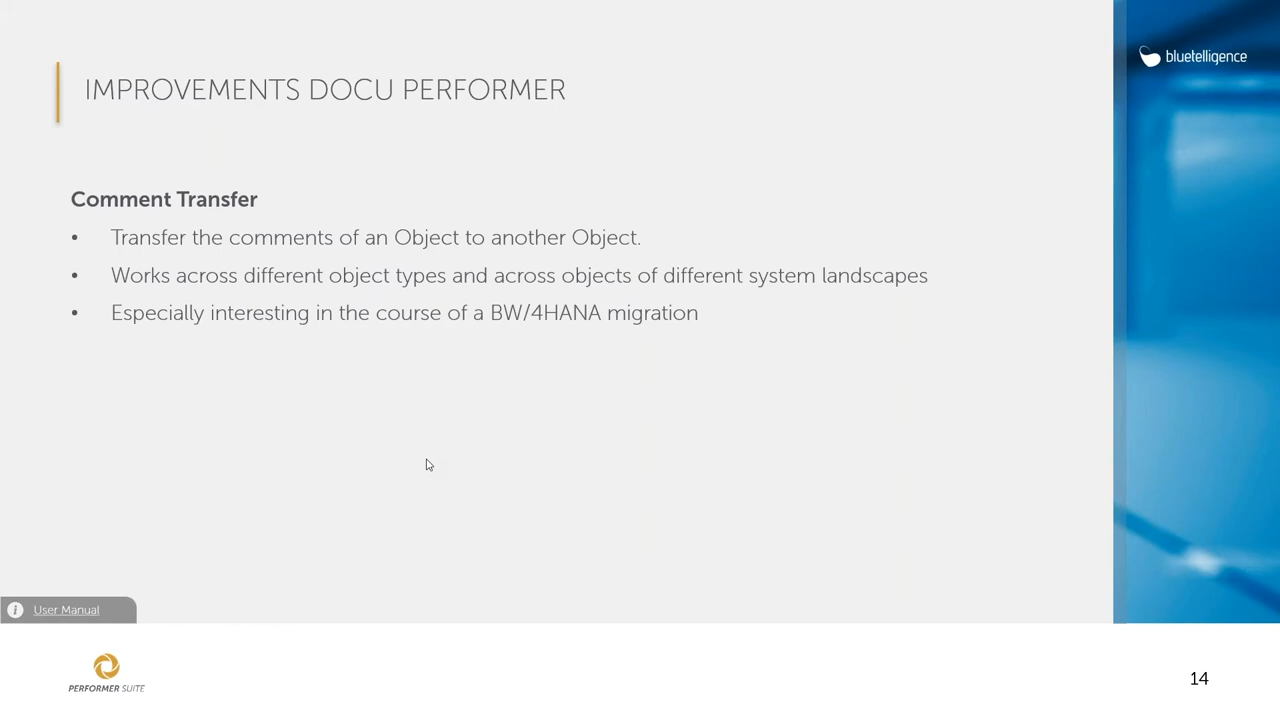 bluetelligence
IMPROVEMENTS DOCU PERFORMER
Comment Transfer
• Transfer the comments of an Object to another Object.
• Works across different object types and across objects of different system landscapes
• Especially interesting in the course of a BW/4HANA migration
i User Manual
PERFORMER SUITE
14